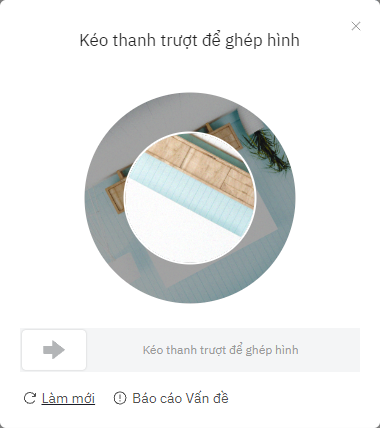 Kéo thanh trượt để ghép hình
Kéo thanh trượt để ghép hình
Làm mới
Báo cáo Vấn đề